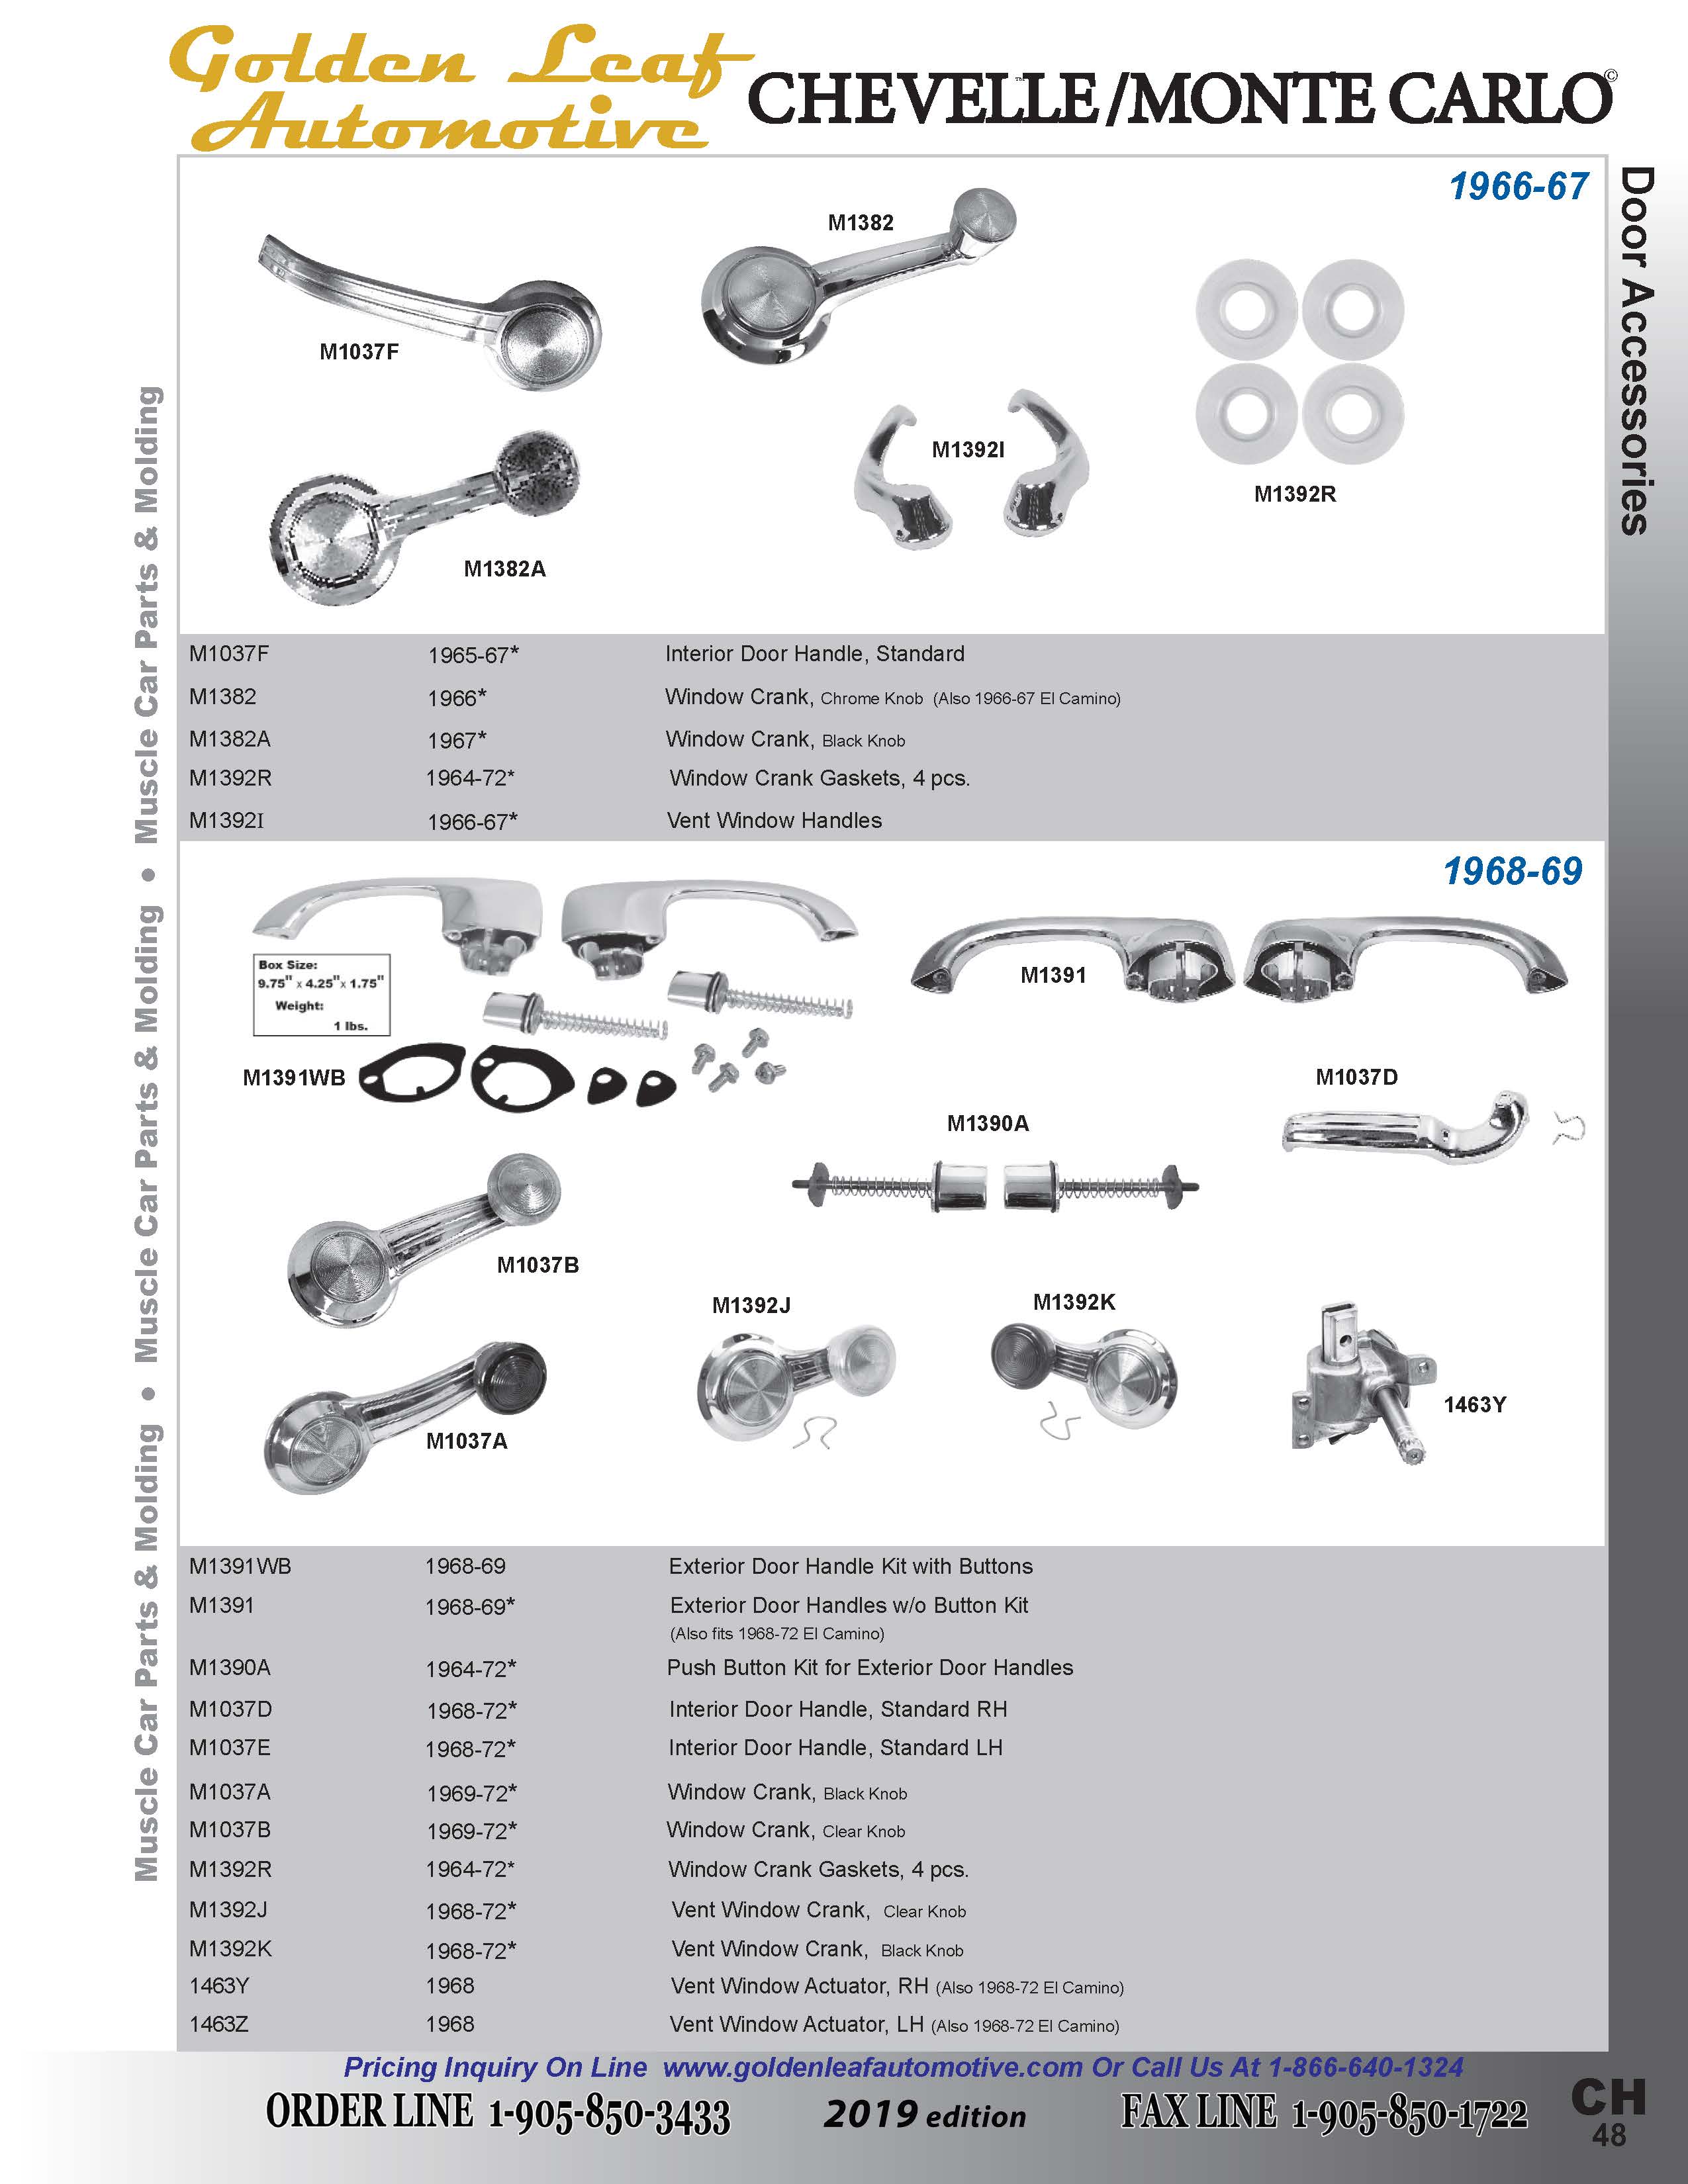 Golden Leaf
Automotive
CHEVELLE™/MONTE CARLO©
1966-67
Door Accessories
M1382
M1037F
M1392I
M1392R
M1382A
M1037F 1965-67* Interior Door Handle, Standard
M1382 1966* Window Crank, Chrome Knob (Also 1966-67 El Camino)
M1382A 1967* Window Crank, Black Knob
M1392R 1964-72* Window Crank Gaskets, 4 pcs.
M1392I 1966-67* Vent Window Handles
1968-69
Box Size:
9.75" x 4.25" x 1.75"
Weight:
1 lbs.
M1391
M1391WB
M1037D
M1390A
M1037B
M1392J
M1392K
1463Y
M1037A
M1391WB 1968-69 Exterior Door Handle Kit with Buttons
M1391 1968-69* Exterior Door Handles w/o Button Kit
(Also fits 1968-72 El Camino)
M1390A 1964-72* Push Button Kit for Exterior Door Handles
M1037D 1968-72* Interior Door Handle, Standard RH
M1037E 1968-72* Interior Door Handle, Standard LH
M1037A 1969-72* Window Crank, Black Knob
M1037B 1969-72* Window Crank, Clear Knob
M1392R 1964-72* Window Crank Gaskets, 4 pcs.
M1392J 1968-72* Vent Window Crank, Clear Knob
M1392K 1968-72* Vent Window Crank, Black Knob
1463Y 1968 Vent Window Actuator, RH (Also 1968-72 El Camino)
1463Z 1968 Vent Window Actuator, LH (Also 1968-72 El Camino)
Muscle Car Parts & Molding • Muscle Car Parts & Molding • Muscle Car Parts & Molding
Pricing Inquiry On Line www.goldenleafautomotive.com Or Call Us At 1-866-640-1324
ORDER LINE 1-905-850-3433 2019 edition FAX LINE 1-905-850-1722
CH
48